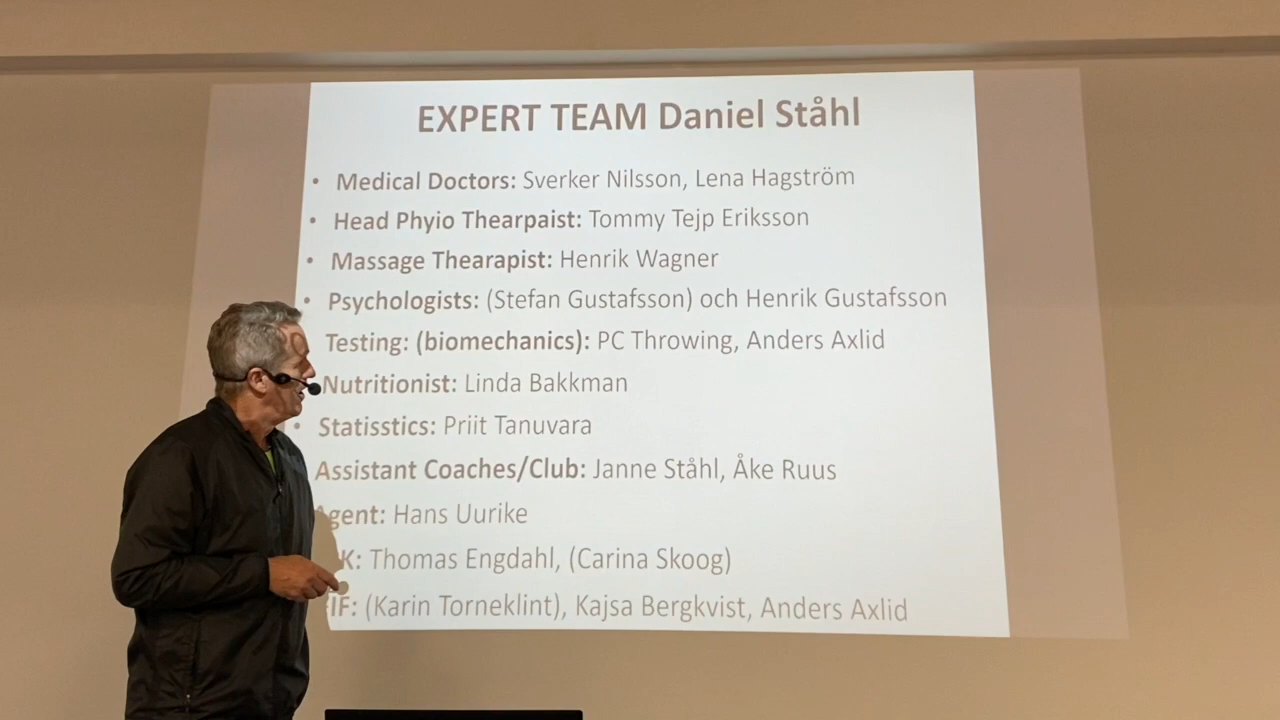 EXPERT TEAM Daniel Ståhl
• Medical Doctors: Sverker Nilsson, Lena Hagström
• Head Phyio Thearpaist: Tommy Tejp Eriksson
• Massage Thearapist: Henrik Wagner
• Psychologists: (Stefan Gustafsson) och Henrik Gustafsson
Testing: (biomechanics): PC Throwing, Anders Axlid
Nutritionist: Linda Bakkman
• Statisstics: Priit Tanuvara
Assistant Coaches/Club: Janne Ståhl, Åke Ruus
Agent: Hans Uurike
K: Thomas Engdahl, (Carina Skoog)
IF: (Karin Torneklint), Kajsa Bergkvist, Anders Axlid